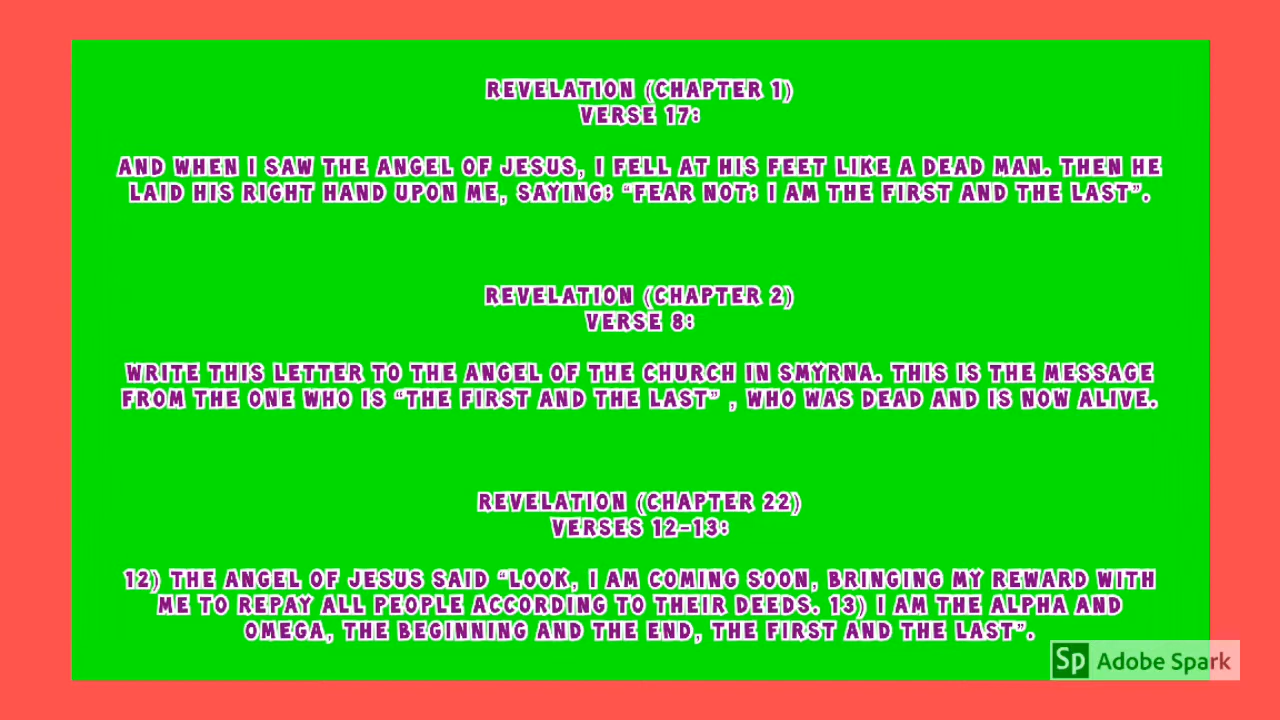 REVELATION (CHAPTER 1)
VERSE 17:
AND WHEN I SAW THE ANGEL OF JESUS, I FELL AT HIS FEET LIKE A DEAD MAN. THEN HE
LAID HIS RIGHT HAND UPON ME, SAYING: "FEAR NOT: I AM THE FIRST AND THE LAST".
REVELATION (CHAPTER 2)
VERSE 8:
WRITE THIS LETTER TO THE ANGEL OF THE CHURCH IN SMYRNA. THIS IS THE MESSAGE
FROM THE ONE WHO IS "THE FIRST AND THE LAST" , WHO WAS DEAD AND IS NOW ALIVE.
REVELATION (CHAPTER 22)
VERSES 12-13:
12) THE ANGEL OF JESUS SAID "LOOK, I AM COMING SOON, BRINGING MY REWARD WITH
ME TO REPAY ALL PEOPLE ACCORDING TO THEIR DEEDS. 13) I AM THE ALPHA AND
OMEGA, THE BEGINNING AND THE END, THE FIRST AND THE LAST".
Sp Adobe Spark